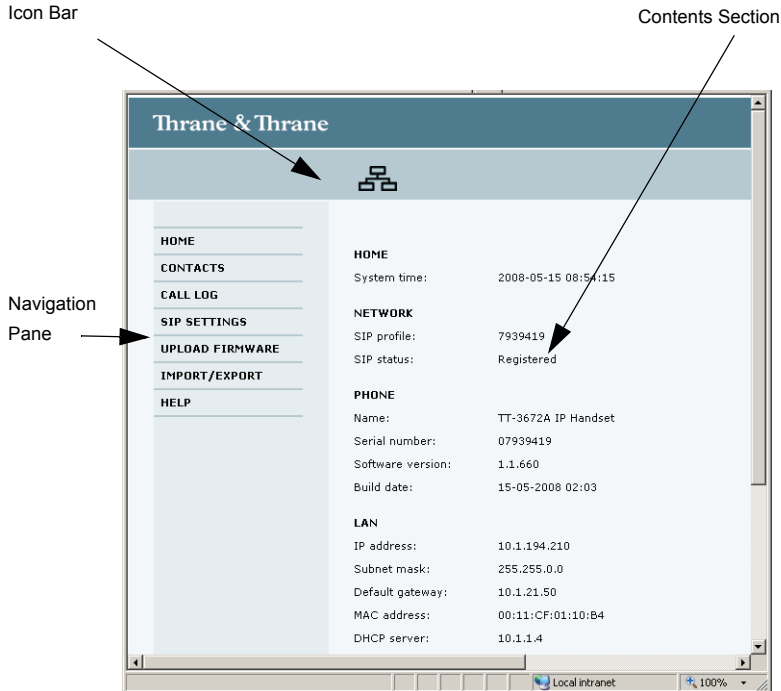 Icon Bar
Contents Section
Thrane & Thrane
Navigation
Pane
HOME
CONTACTS
CALL LOG
SIP SETTINGS
UPLOAD FIRMWARE
IMPORT/EXPORT
HELP
HOME
System time: 2008-05-15 08:54:15
NETWORK
SIP profile: 7939419
SIP status: Registered
PHONE
Name: TT-3672A IP Handset
Serial number: 07939419
Software version: 1.1.660
Build date: 15-05-2008 02:03
LAN
IP address: 10.1.194.210
Subnet mask: 255.255.0.0
Default gateway: 10.1.21.50
MAC address: 00:11:CF:01:10:B4
DHCP server: 10.1.1.4
Local intranet 100%